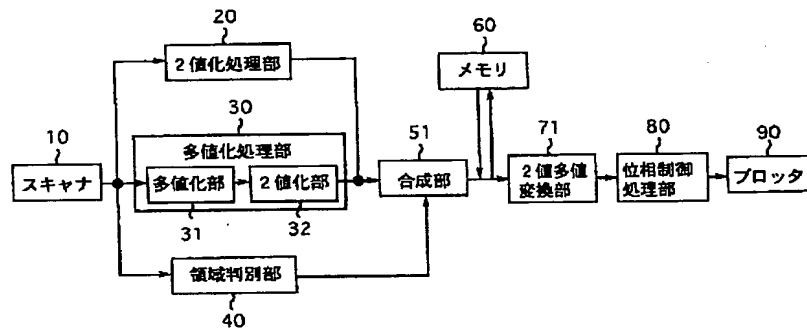 20
2値化処理部
60
メモリ
10
スキャナ
30
多値化処理部
多値化部
2値化部
31
32
51
合成部
71
2値多値
変換部
80
位相制御
処理部
90
プロッタ
領域判別部
40